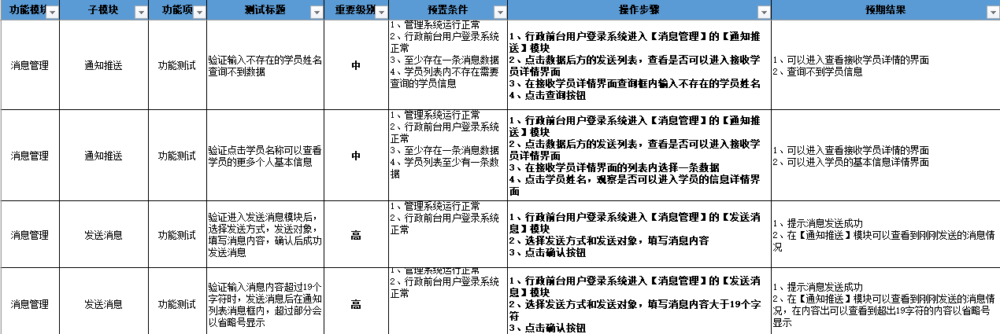 功能模块 子模块 功能项 测试标题 重要级别 预置条件 操作步骤 预期结果
消息管理
通知推送
功能测试
验证输入不存在的学员姓名
查询不到数据
中
1、管理系统运行正常
2、行政前台用户登录系统
正常
3、至少存在一条消息数据
4、学员列表内不存在需要
查询的学员信息
1、行政前台用户登录系统进入【消息管理】的【通知推
送】模块
2、点击数据后方的发送列表，查看是否可以进入接收学
员详情界面
3、在接收学员详情界面查询框内输入不存在的学员姓名
4、点击查询按钮
1、可以进入查看接收学员详情的界面
2、查询不到学员信息
消息管理
通知推送
功能测试
验证点击学员名称可以查看
学员的更多个人基本信息
中
1、管理系统运行正常
2、行政前台用户登录系统
正常
3、至少存在一条消息数据
4、学员列表至少有一条数
据
1、行政前台用户登录系统进入【消息管理】的【通知推
送】模块
2、点击数据后方的发送列表，查看是否可以进入接收学
员详情界面
3、在接收学员详情界面的列表内选择一条数据
4、点击学员姓名，观察是否可以进入学员的信息详情界
面
1、可以进入查看接收学员详情的界面
2、可以进入学员的基本信息详情界面
消息管理
发送消息
功能测试
验证进入发送消息模块后，
选择发送方式，发送对象，
填写消息内容，确认后成功
发送消息
高
1、管理系统运行正常
2、行政前台用户登录系统
正常
1、行政前台用户登录系统进入【消息管理】的【发送消
息】模块
2、选择发送方式和发送对象，填写消息内容
3、点击确认按钮
1、提示消息发送成功
2、在【通知推送】模块可以查看到刚刚发送的消息情
况
消息管理
发送消息
功能测试
验证输入消息内容超过19个
字符时，发送消息后在通知
列表消息框内，超过部分会
以省略号显示
高
1、管理系统运行正常
2、行政前台用户登录系统
正常
1、行政前台用户登录系统进入【消息管理】的【发送消
息】模块
2、选择发送方式和发送对象，填写消息内容大于19个字
符
3、点击确认按钮
1、提示消息发送成功
2、在【通知推送】模块可以查看到刚刚发送的消息情
况，在内容出可以查看到超出19字符的内容以省略号
显示